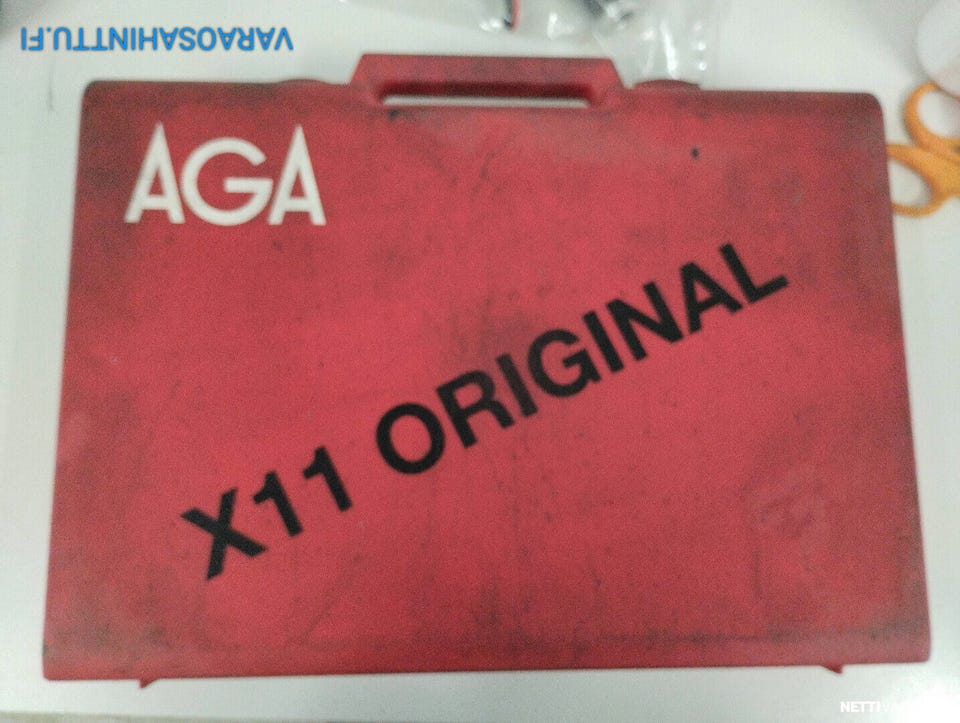 VARAOSAHINTTU.FI
AGA
X11 ORIGINAL